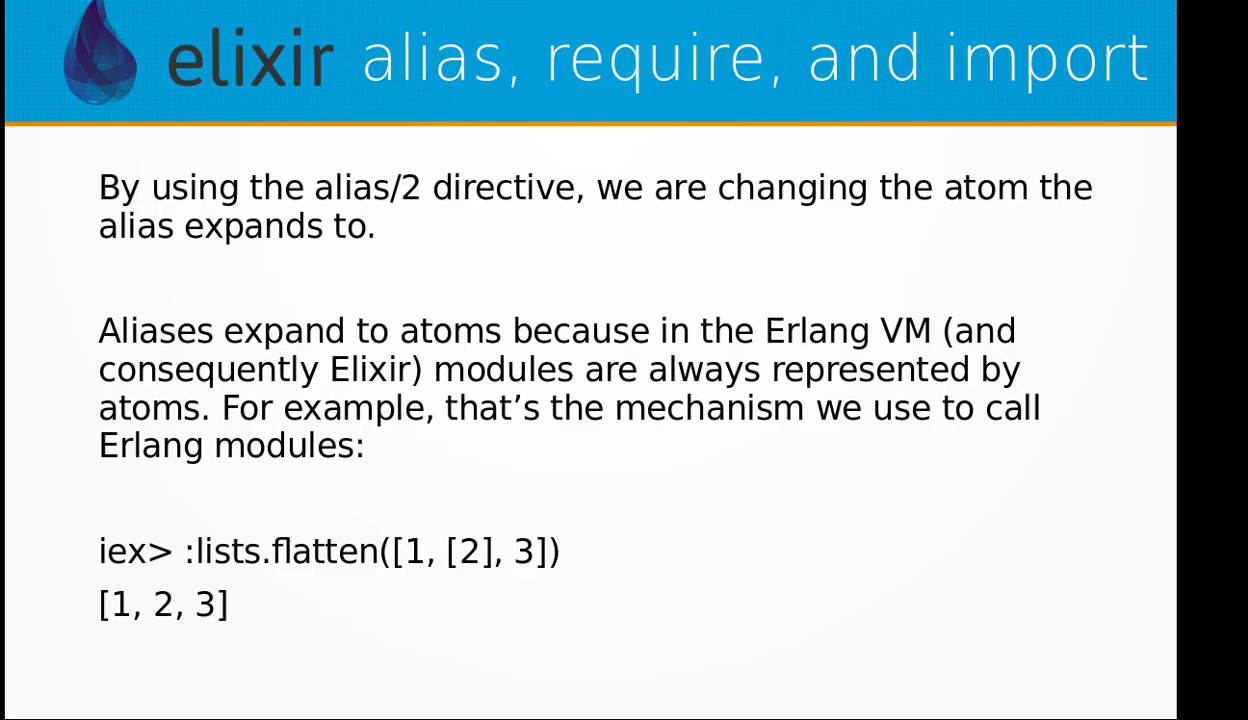 elixir alias, require, and import
By using the alias/2 directive, we are changing the atom the
alias expands to.
Aliases expand to atoms because in the Erlang VM (and
consequently Elixir) modules are always represented by
atoms. For example, that’s the mechanism we use to call
Erlang modules:
iex> :lists.flatten([1, [2], 3])
[1, 2, 3]